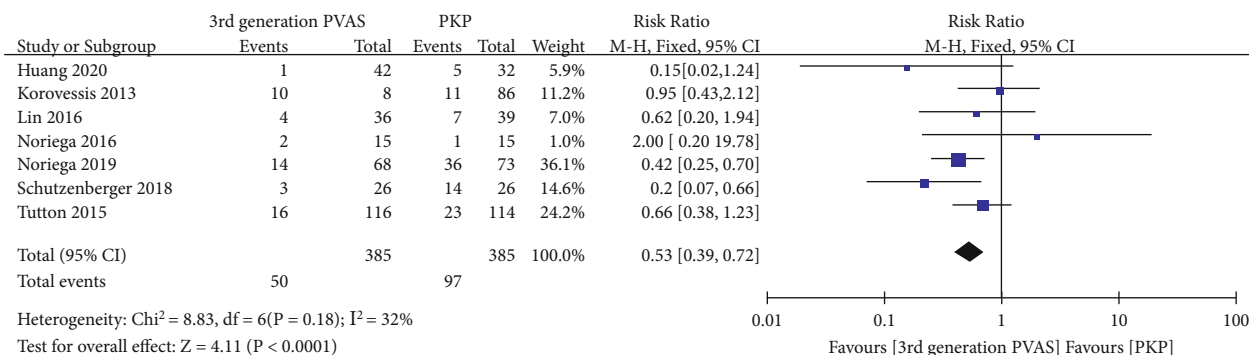 3rd generation PVAS PKP Risk Ratio Risk Ratio
Study or Subgroup Events Total Events Total Weight M-H, Fixed, 95% CI M-H, Fixed, 95% CI
Huang 2020 1 42 5 32 5.9% 0.15[0.02,1.24]
Korovessis 2013 10 8 11 86 11.2% 0.95 [0.43,2.12]
Lin 2016 4 36 7 39 7.0% 0.62 [0.20, 1.94]
Noriega 2016 2 15 1 15 1.0% 2.00 [ 0.20 19.78]
Noriega 2019 14 68 36 73 36.1% 0.42 [0.25, 0.70]
Schutzenberger 2018 3 26 14 26 14.6% 0.2 [0.07, 0.66]
Tutton 2015 16 116 23 114 24.2% 0.66 [0.38, 1.23]
Total (95% CI) 385 385 100.0% 0.53 [0.39, 0.72]
Total events 50 97
Heterogeneity: Chi² = 8.83, df = 6(P = 0.18); I² = 32%
Test for overall effect: Z = 4.11 (P < 0.0001)
0.01 0.1 1 10 100
Favours [3rd generation PVAS] Favours [PKP]